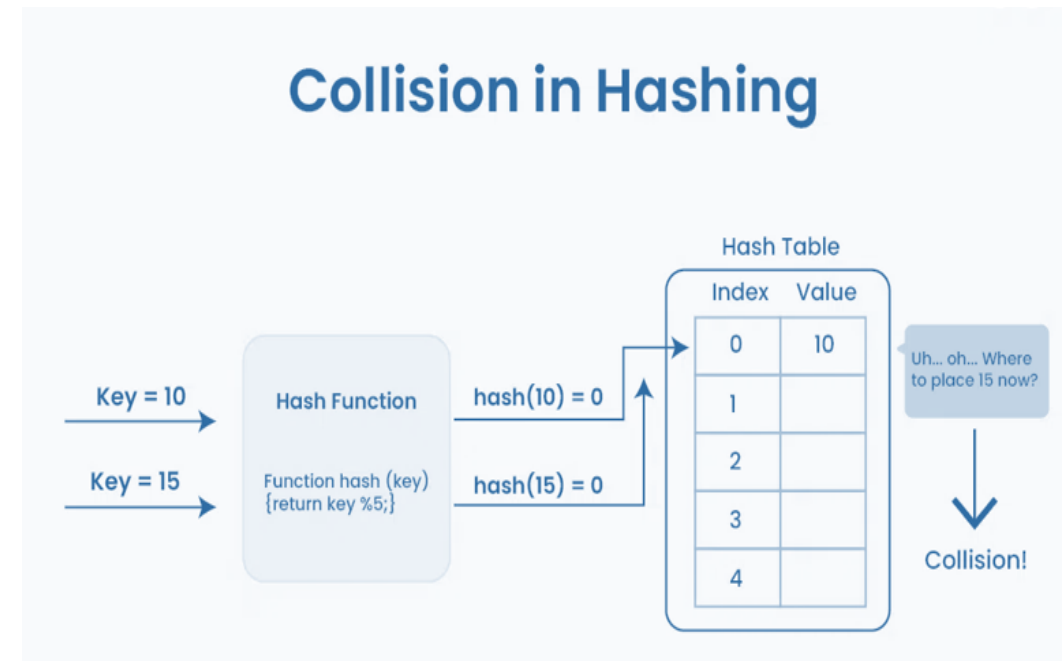 Collision in Hashing
Hash Table
Index Value
0 10
1
2
3
4
Key = 10
Key = 15
Hash Function
Function hash (key)
{return key %5;}
hash(10) = 0
hash(15) = 0
Uh... oh... Where
to place 15 now?
Collision!